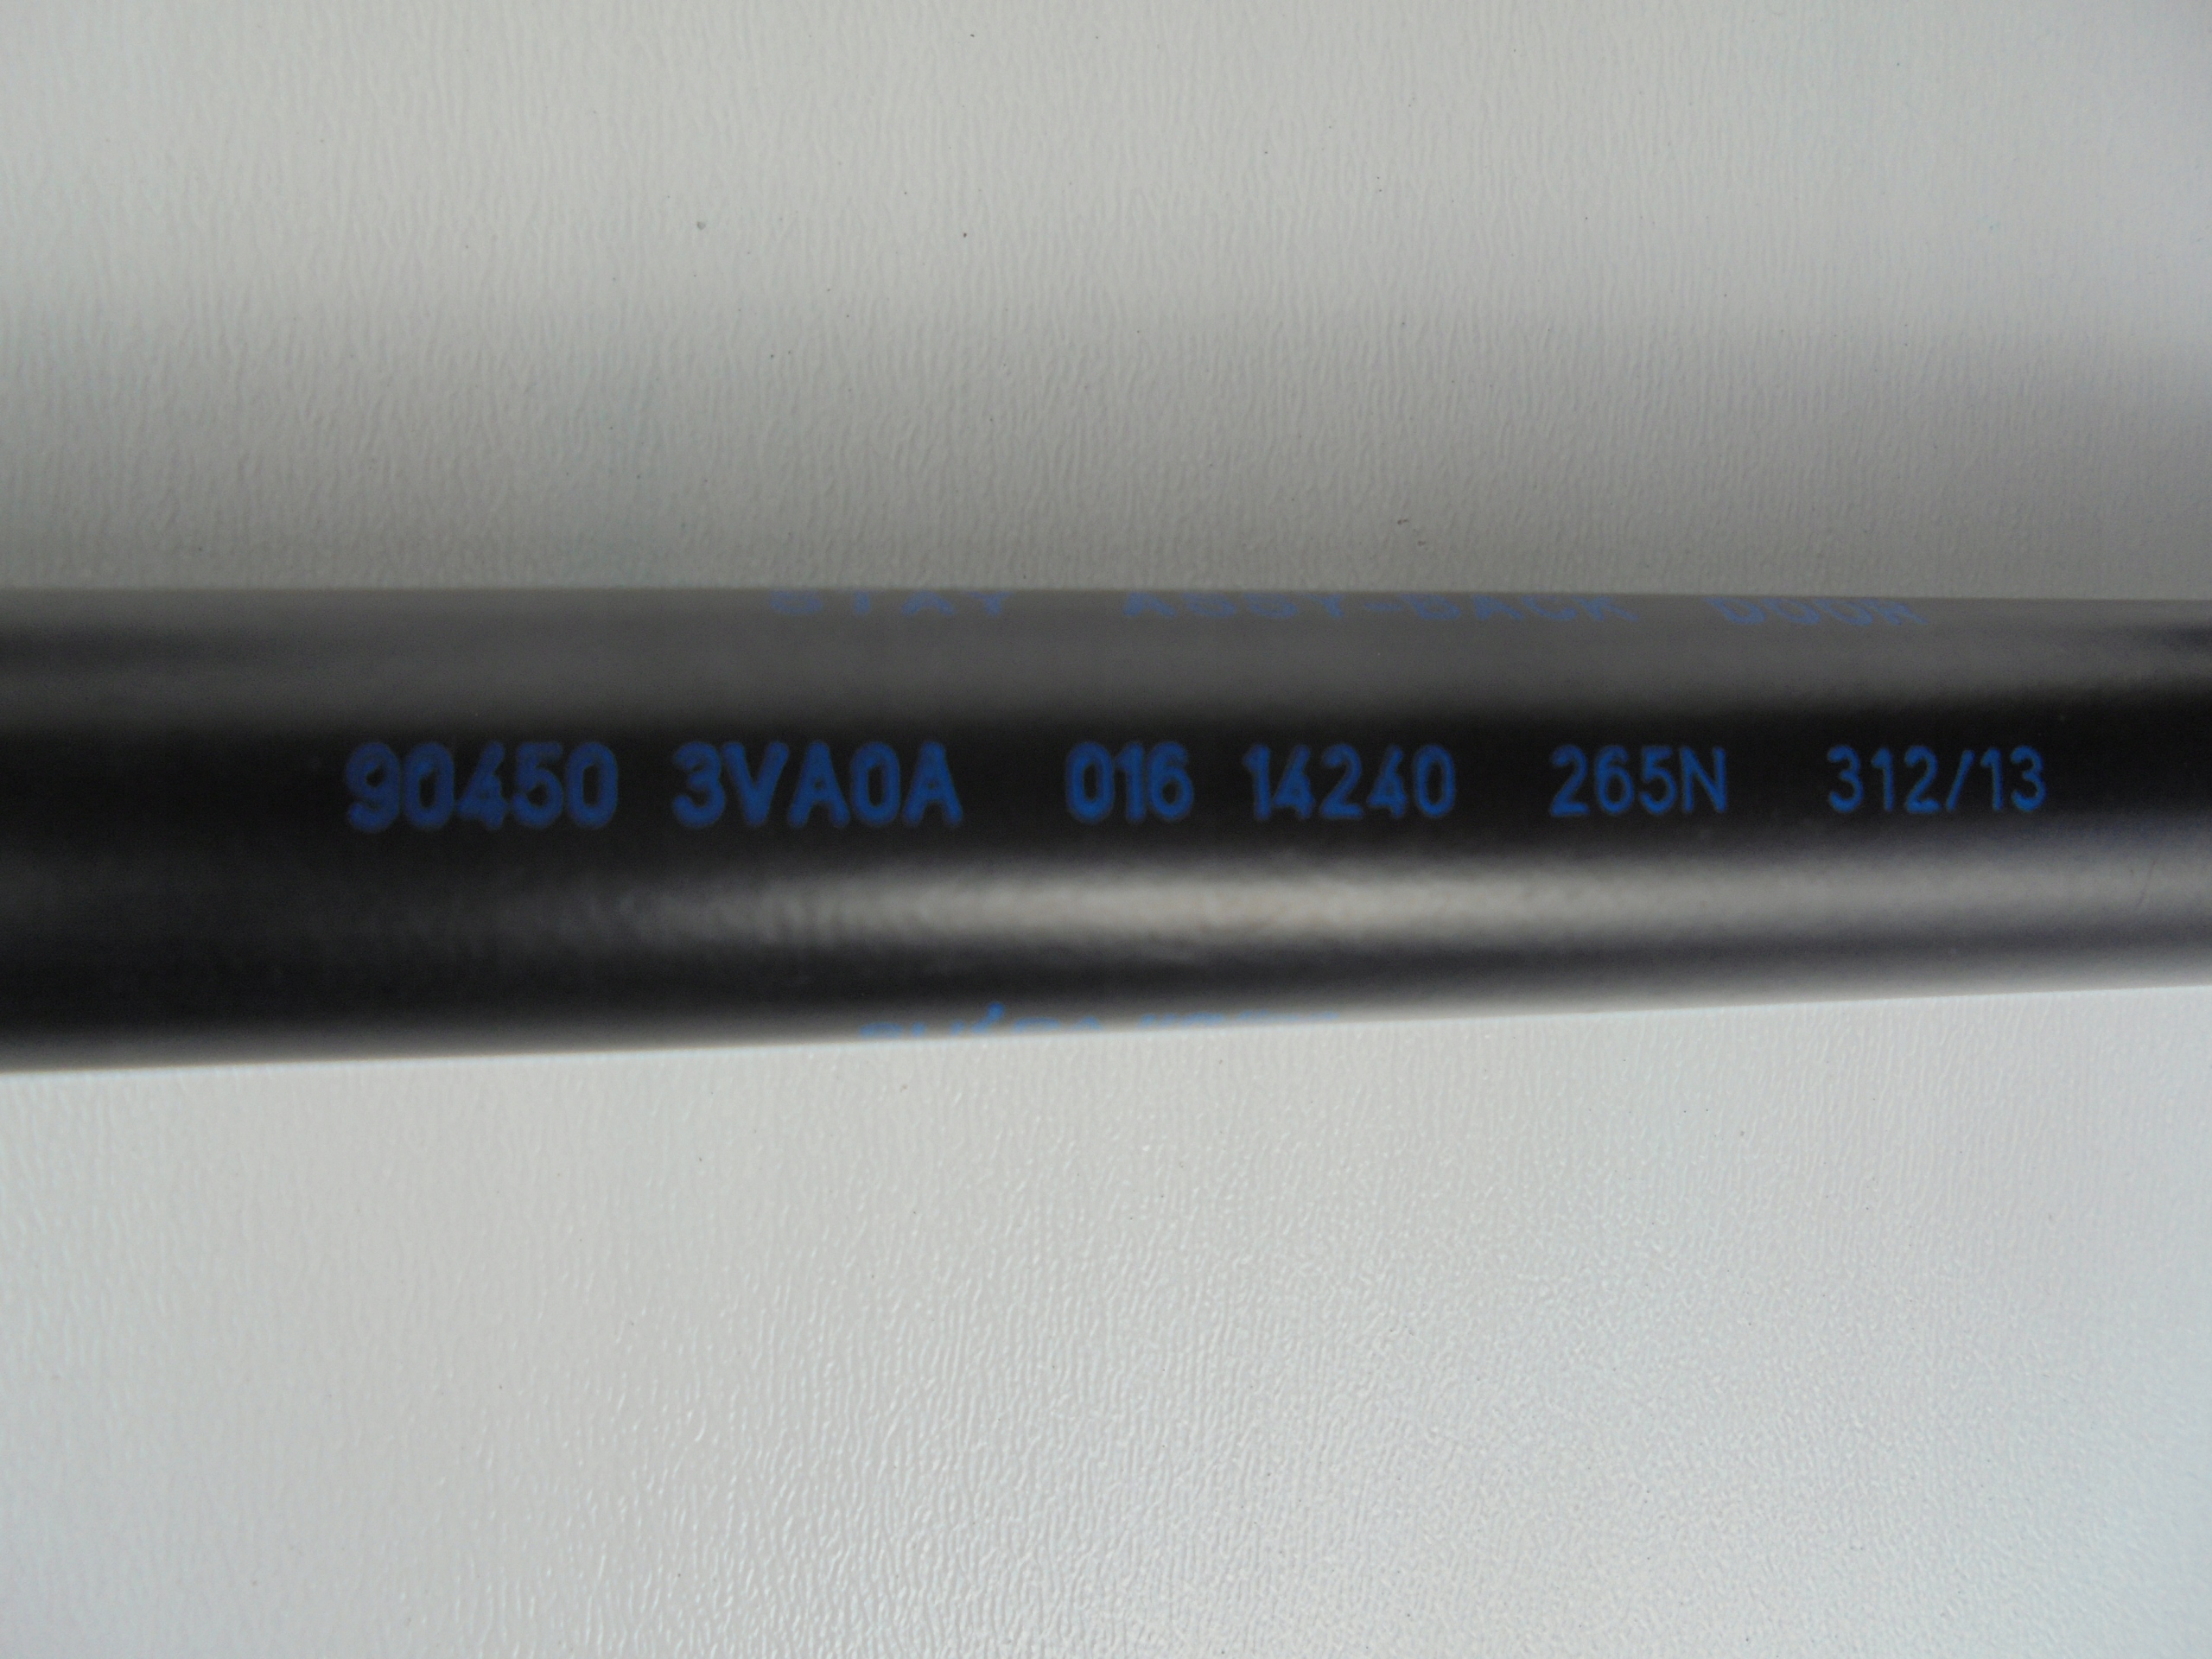 STAY ASSY-BACK DOOR
90450 3VA0A 016 14240 265N 312/13